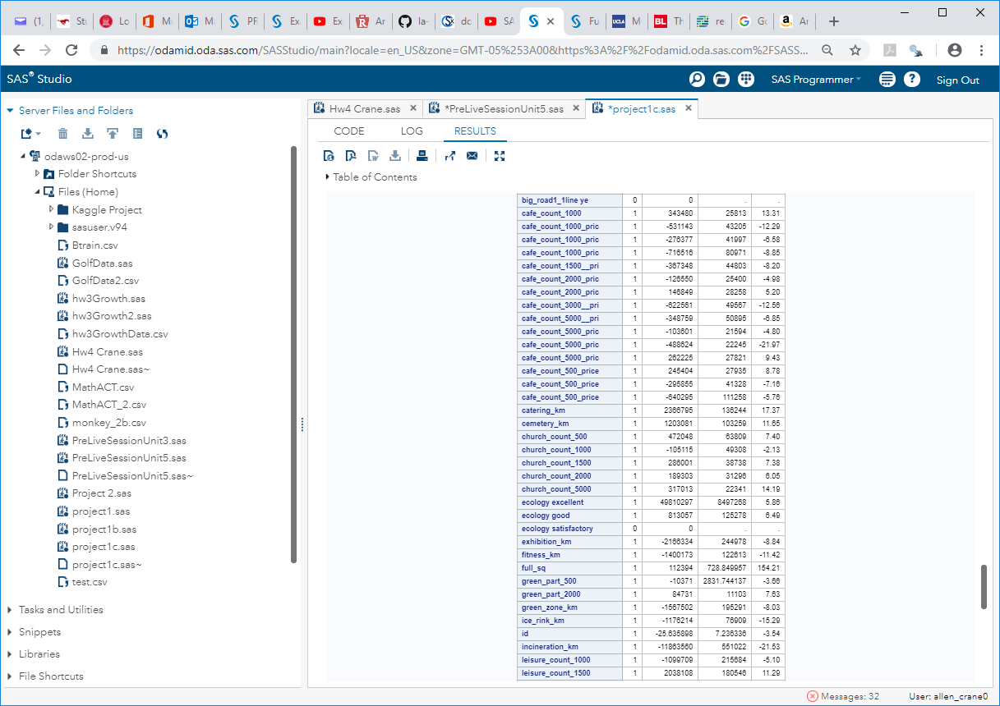 (1, Stu Lo Mi Ma PR Ex Ex Ar la- dc SA Fu M Th re Go Ar
https://odamid.oda.sas.com/SASStudio/main?locale=en_US&zone=GMT-05%253A00&https%3A%2F%2Fodamid.oda.sas.com%2FSASS...
SAS® Studio
SAS Programmer
Sign Out
Server Files and Folders
odaws02-prod-us
Folder Shortcuts
Files (Home)
Kaggle Project
sasuser.v94
Btrain.csv
GolfData.sas
GolfData2.csv
hw3Growth.sas
hw3Growth2.sas
hw3GrowthData.csv
Hw4 Crane.sas
Hw4 Crane.sas~
MathACT.csv
MathACT_2.csv
monkey_2b.csv
PreLiveSessionUnit3.sas
PreLiveSessionUnit5.sas
PreLiveSessionUnit5.sas~
Project 2.sas
project1.sas
project1b.sas
project1c.sas
project1c.sas~
test.csv
Tasks and Utilities
Snippets
Libraries
File Shortcuts
Hw4 Crane.sas *PreLiveSessionUnit5.sas *project1c.sas
CODE LOG RESULTS
Table of Contents
big_road1_1line ye 0 0 . .
cafe_count_1000 1 343480 25813 13.31
cafe_count_1000_pric 1 -531143 43205 -12.29
cafe_count_1000_pric 1 -276377 41997 -6.58
cafe_count_1000_pric 1 -716516 80971 -8.85
cafe_count_1500__pri 1 -367348 44803 -8.20
cafe_count_2000_pric 1 -126550 25400 -4.98
cafe_count_2000_pric 1 146849 28258 5.20
cafe_count_3000__pri 1 -622561 49567 -12.56
cafe_count_5000__pri 1 -348759 50895 -6.85
cafe_count_5000_pric 1 -103601 21594 -4.80
cafe_count_5000_pric 1 -488624 22245 -21.97
cafe_count_5000_pric 1 262225 27821 9.43
cafe_count_500_price 1 245404 27935 8.78
cafe_count_500_price 1 -295855 41328 -7.16
cafe_count_500_price 1 -640295 111258 -5.76
catering_km 1 2366795 136244 17.37
cemetery_km 1 1203081 103259 11.65
church_count_500 1 472048 63809 7.40
church_count_1000 1 -105115 49308 -2.13
church_count_1500 1 286001 38738 7.38
church_count_2000 1 189303 31296 6.05
church_count_5000 1 317013 22341 14.19
ecology excellent 1 49810297 8497268 5.86
ecology good 1 813057 125278 6.49
ecology satisfactory 0 0 . .
exhibition_km 1 -2166334 244978 -8.84
fitness_km 1 -1400173 122613 -11.42
full_sq 1 112394 728.849957 154.21
green_part_500 1 -10371 2831.744137 -3.66
green_part_2000 1 84731 11103 7.63
green_zone_km 1 -1567502 195291 -8.03
ice_rink_km 1 -1176214 76909 -15.29
id 1 -25.635898 7.236336 -3.54
incineration_km 1 -11863560 551022 -21.53
leisure_count_1000 1 -1099709 215684 -5.10
leisure_count_1500 1 2038108 180546 11.29
Messages: 32
User: allen_crane0